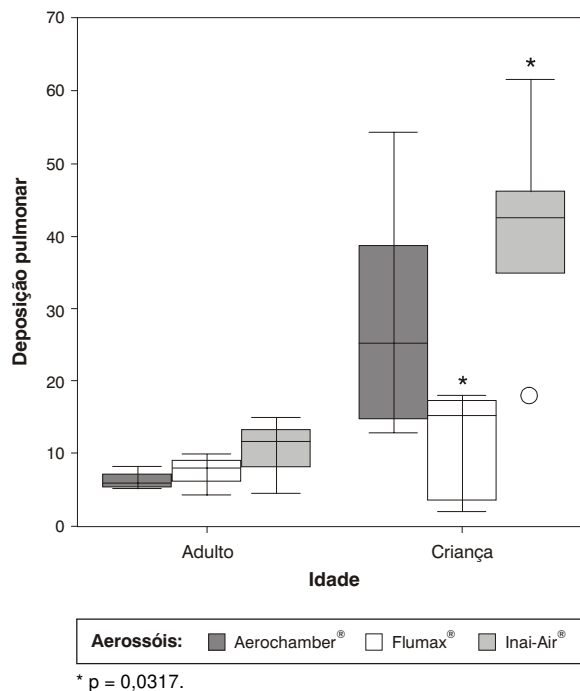 70
60
50
40
30
20
10
0
Deposição pulmonar
*
*
Adulto
Criança
Idade
Aerossóis: Aerochamber® Flumax® Inai-Air®
* p = 0,0317.